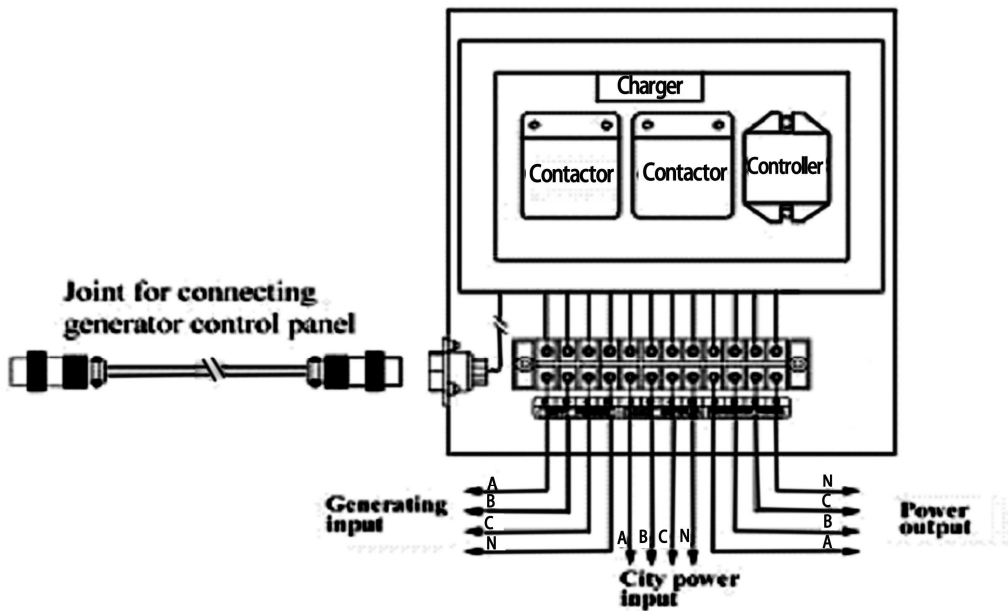 Charger
Contactor
Contactor
Controller
Joint for connecting
generator control panel
A
B
C
N
Generating
input
A B C N
City power
input
N
C
B
A
Power
output